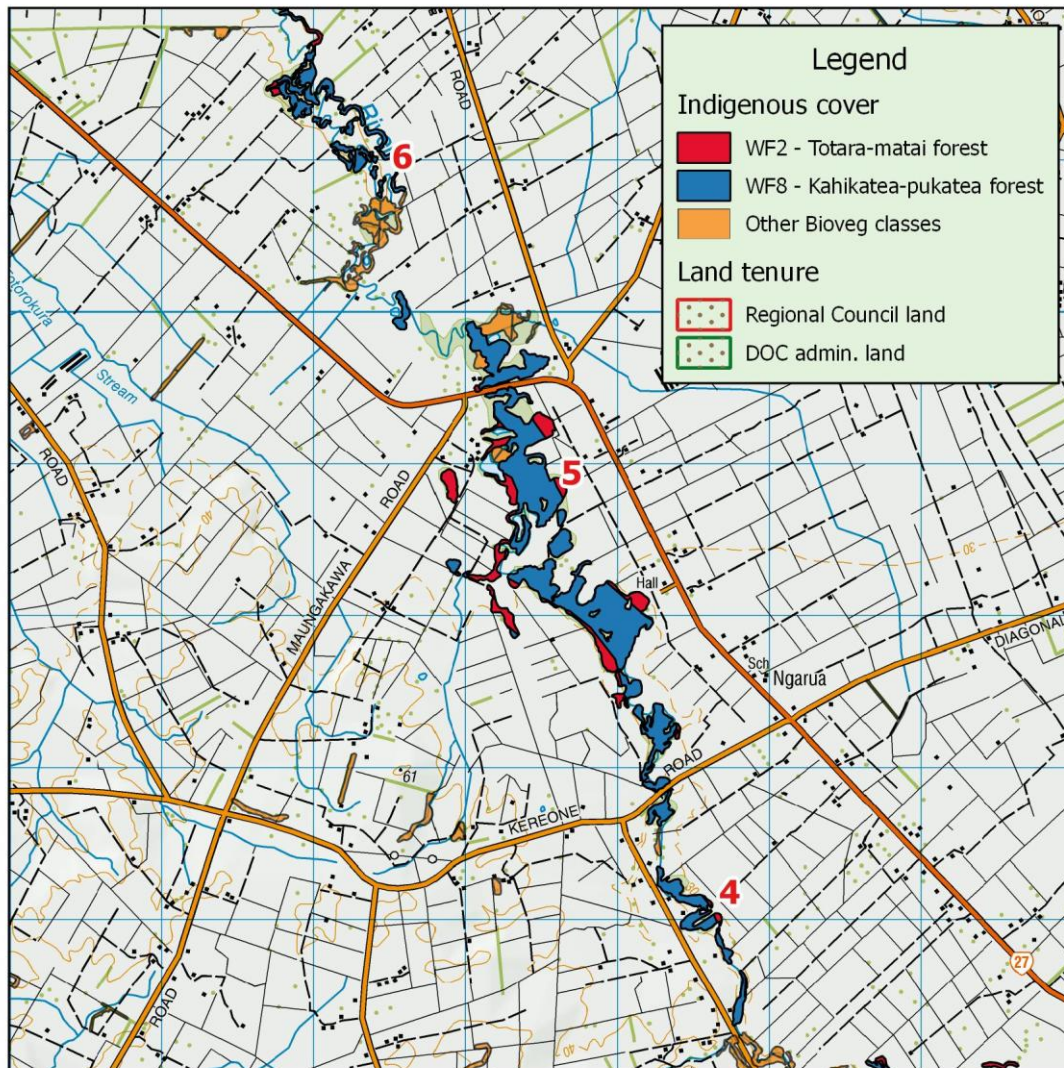 Legend
Indigenous cover
WF2 - Totara-matai forest
WF8 - Kahikatea-pukatea forest
Other Bioveg classes
Land tenure
Regional Council land
DOC admin. land
ROAD
6
Stream
ROAD
ROAD
40
5
30
Hall
MAUNGAKAWA
DIAGONAL
Sch
Ngarua
61
ROAD
KEREONE
30
4
27
ROAD
ROAD
40